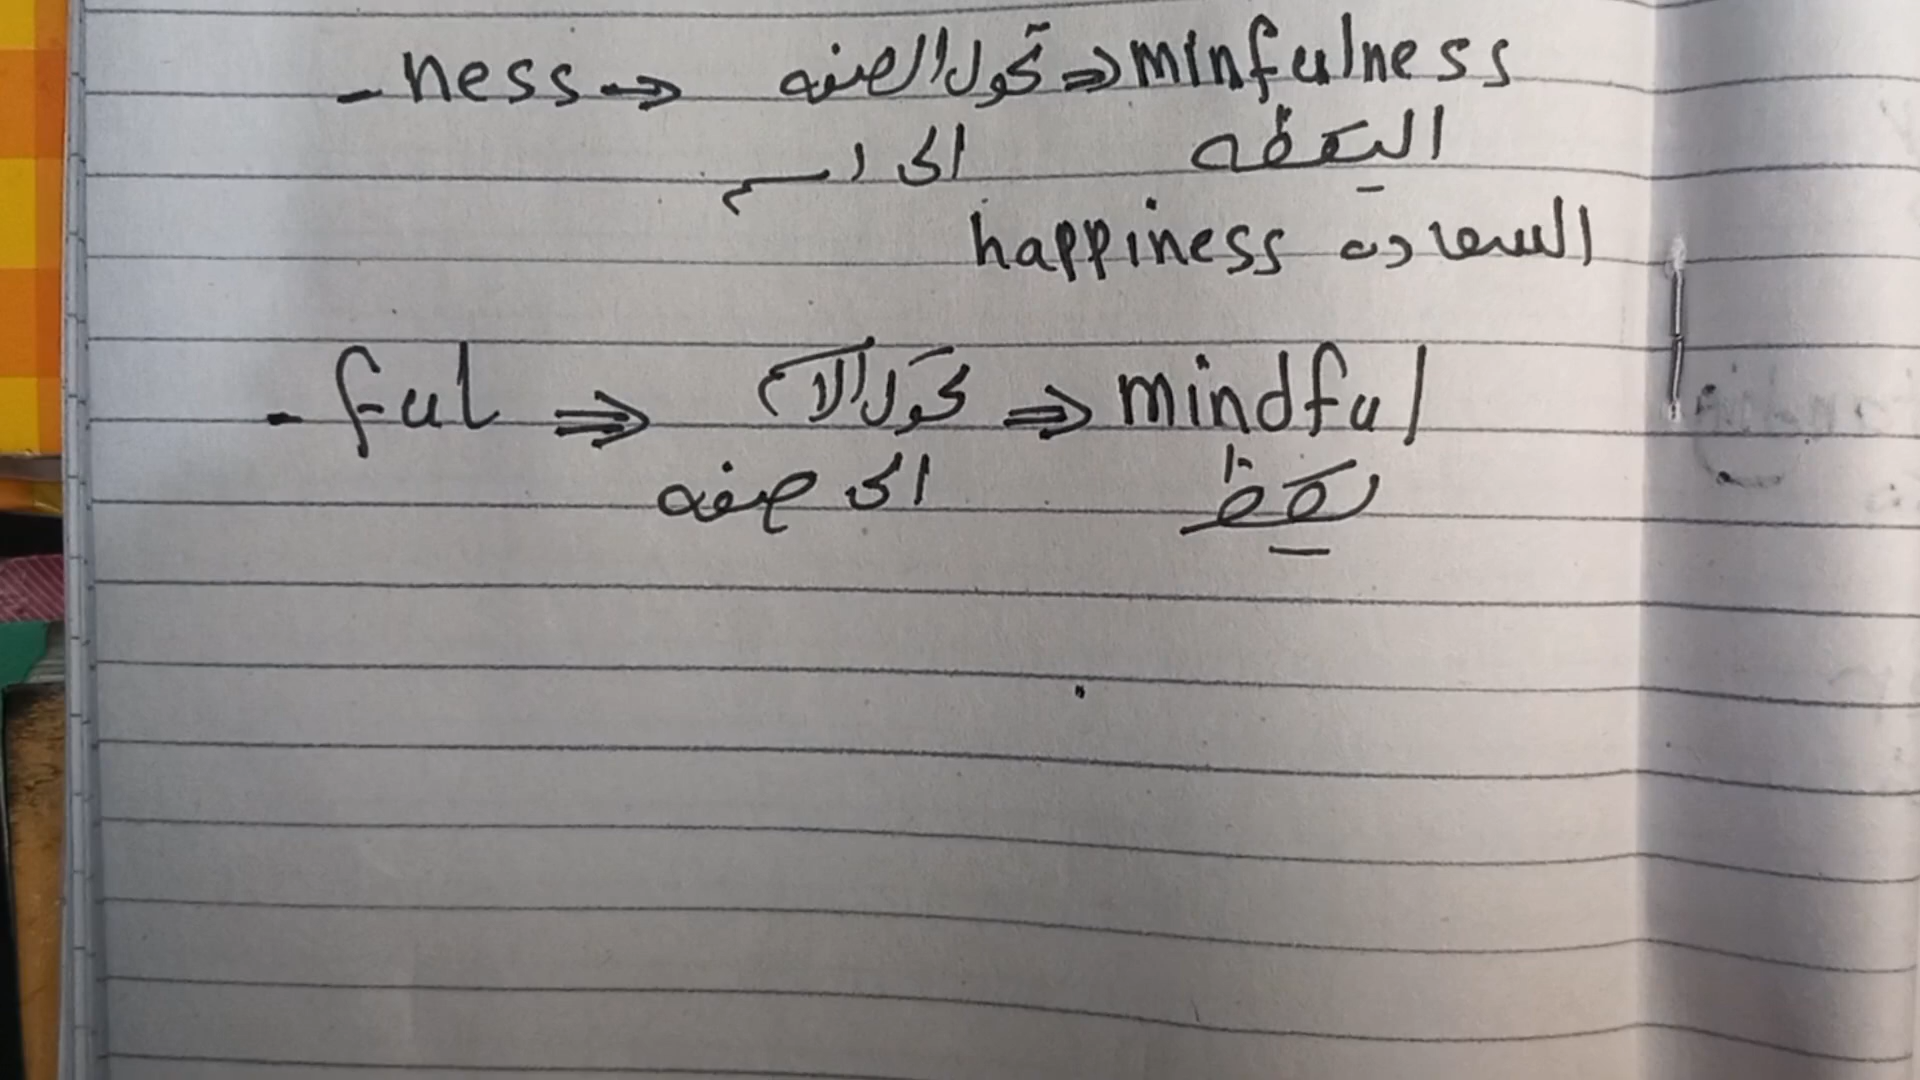 - ness → تحول الصفه ⇒ minfulness
الى اسم اليقظه
happiness السعاده
- ful ⇒ تحول الاسم ⇒ mindful
الى صفه يقظ